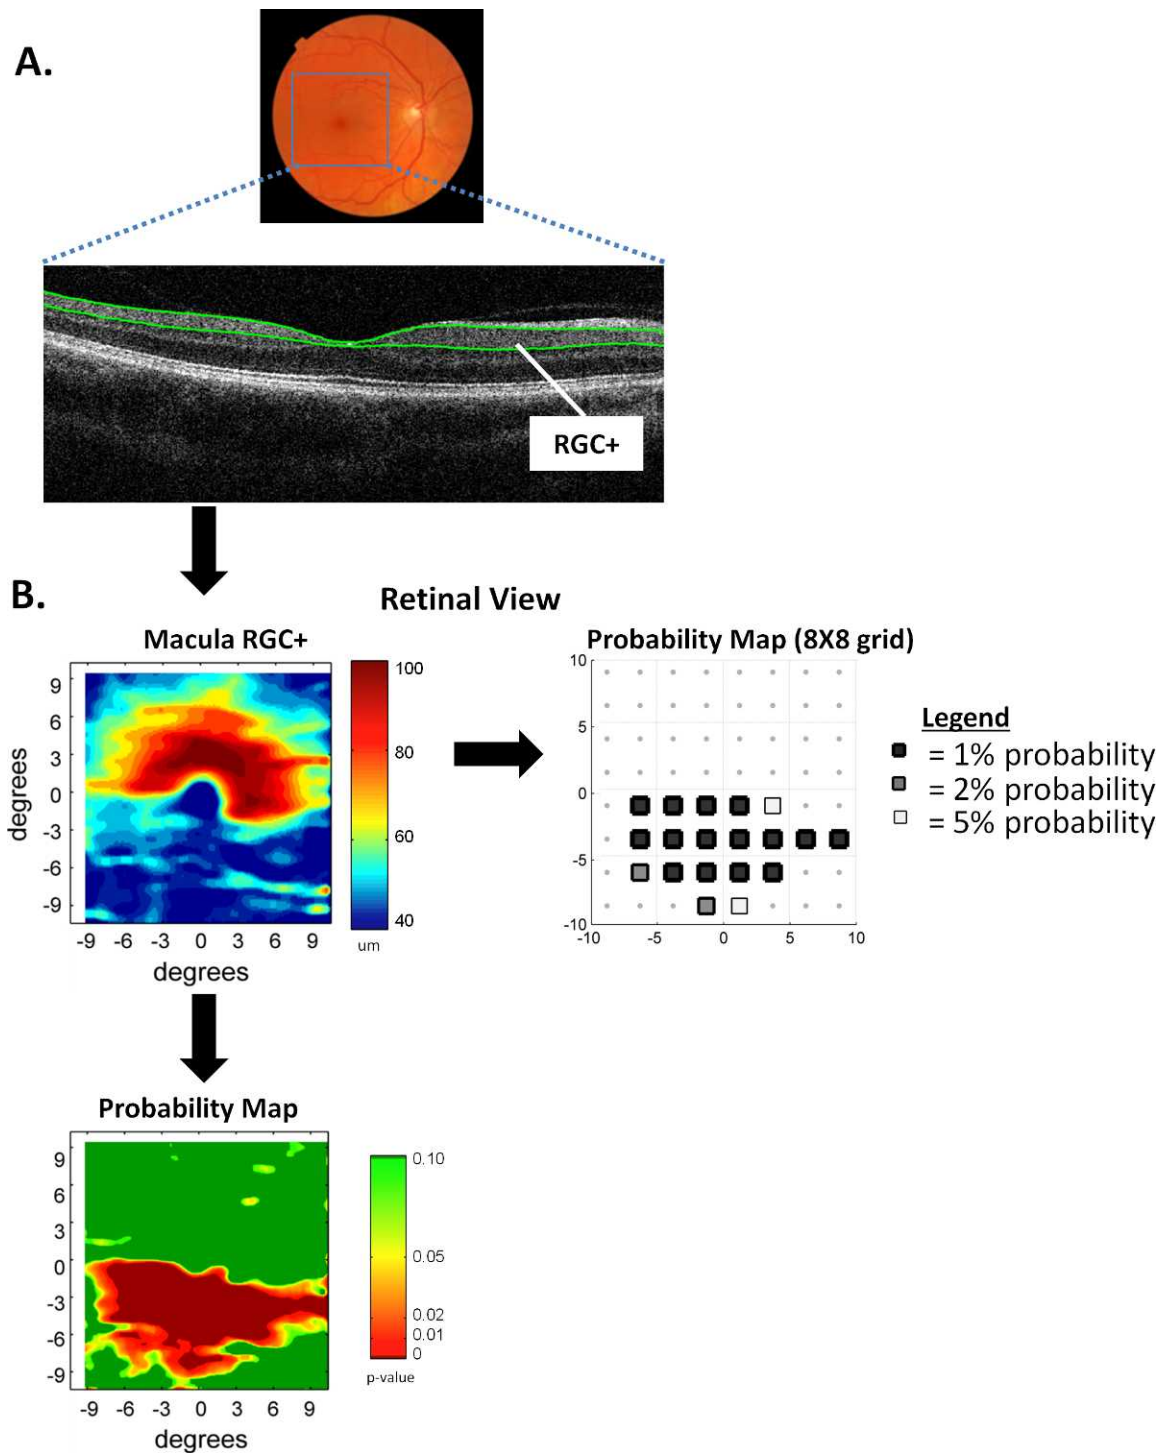 A.
RGC+
B.
Retinal View
Macula RGC+
9
6
3
0
-3
-6
-9
degrees
-9 -6 -3 0 3 6 9
degrees
100
80
60
40
um
Probability Map (8X8 grid)
10
5
0
-5
-10
-10 -5 0 5 10
Legend
= 1% probability
= 2% probability
= 5% probability
Probability Map
9
6
3
0
-3
-6
-9
-9 -6 -3 0 3 6 9
degrees
0.10
0.05
0.02
0.01
0
p-value